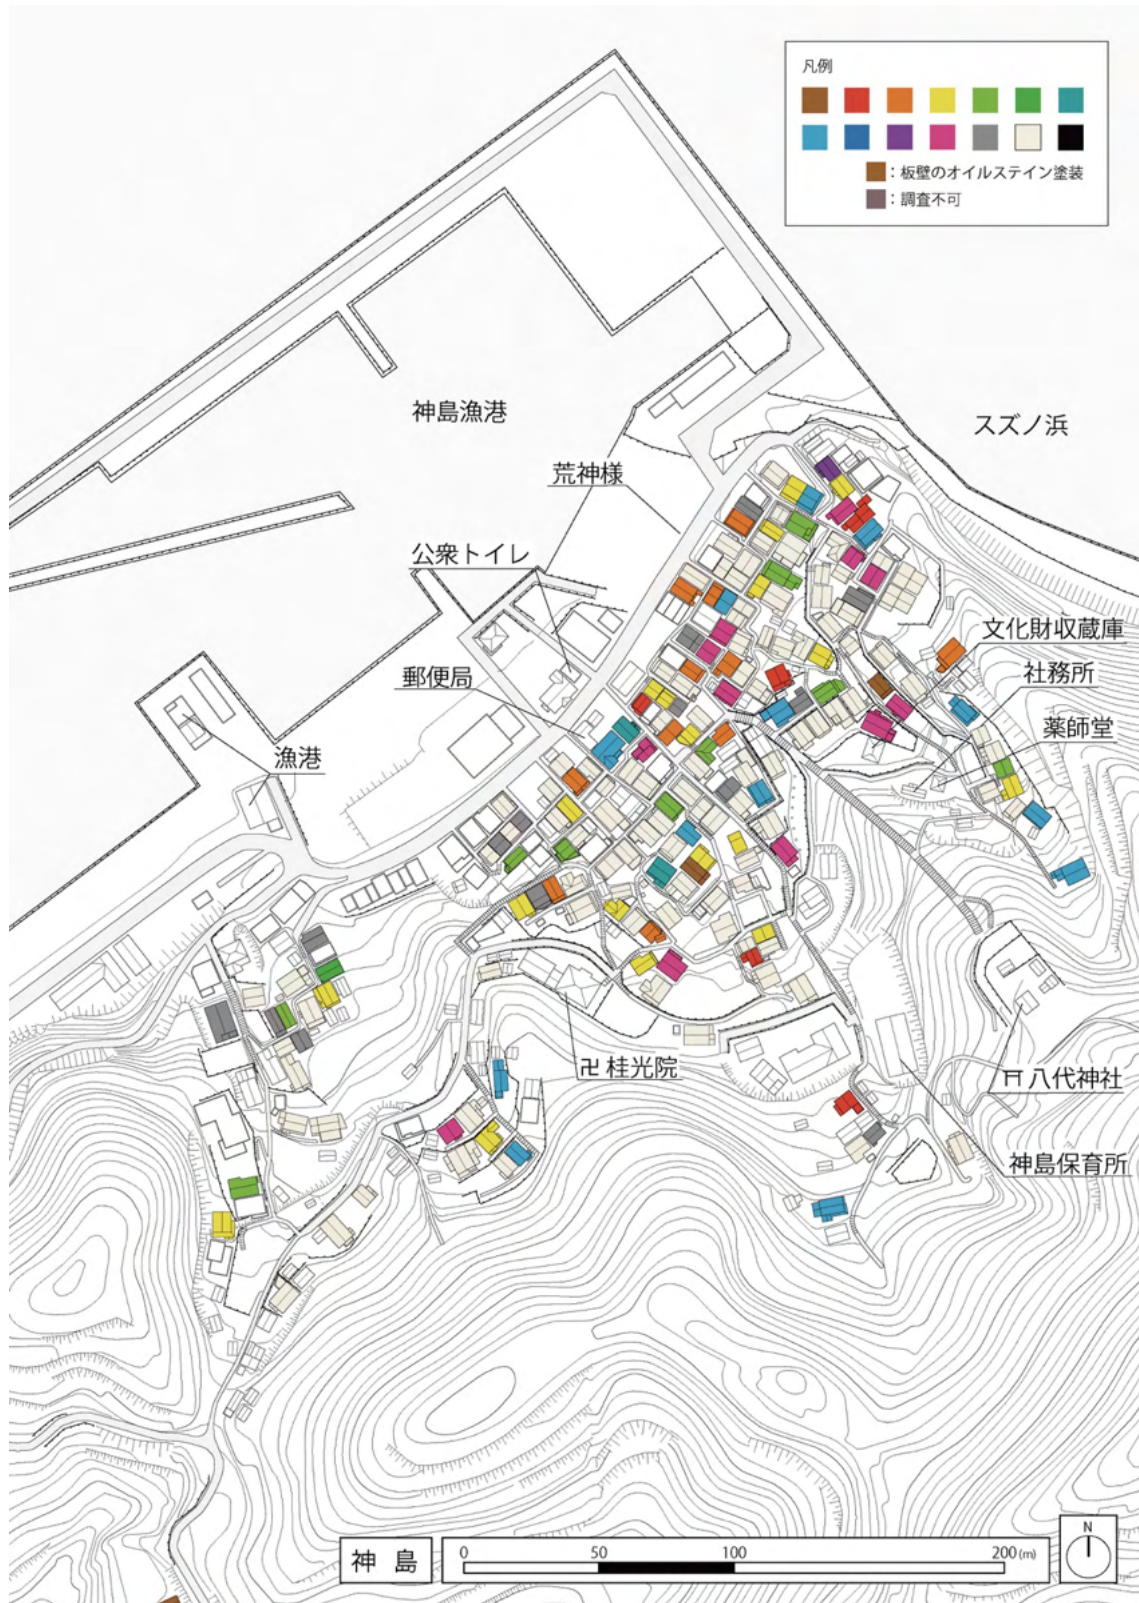 凡例
：板壁のオイルステイン塗装
：調査不可
神島漁港
スズノ浜
荒神様
公衆トイレ
文化財収蔵庫
郵便局
社務所
薬師堂
漁港
卍桂光院
八代神社
神島保育所
神島
0 50 100 200(m)
N